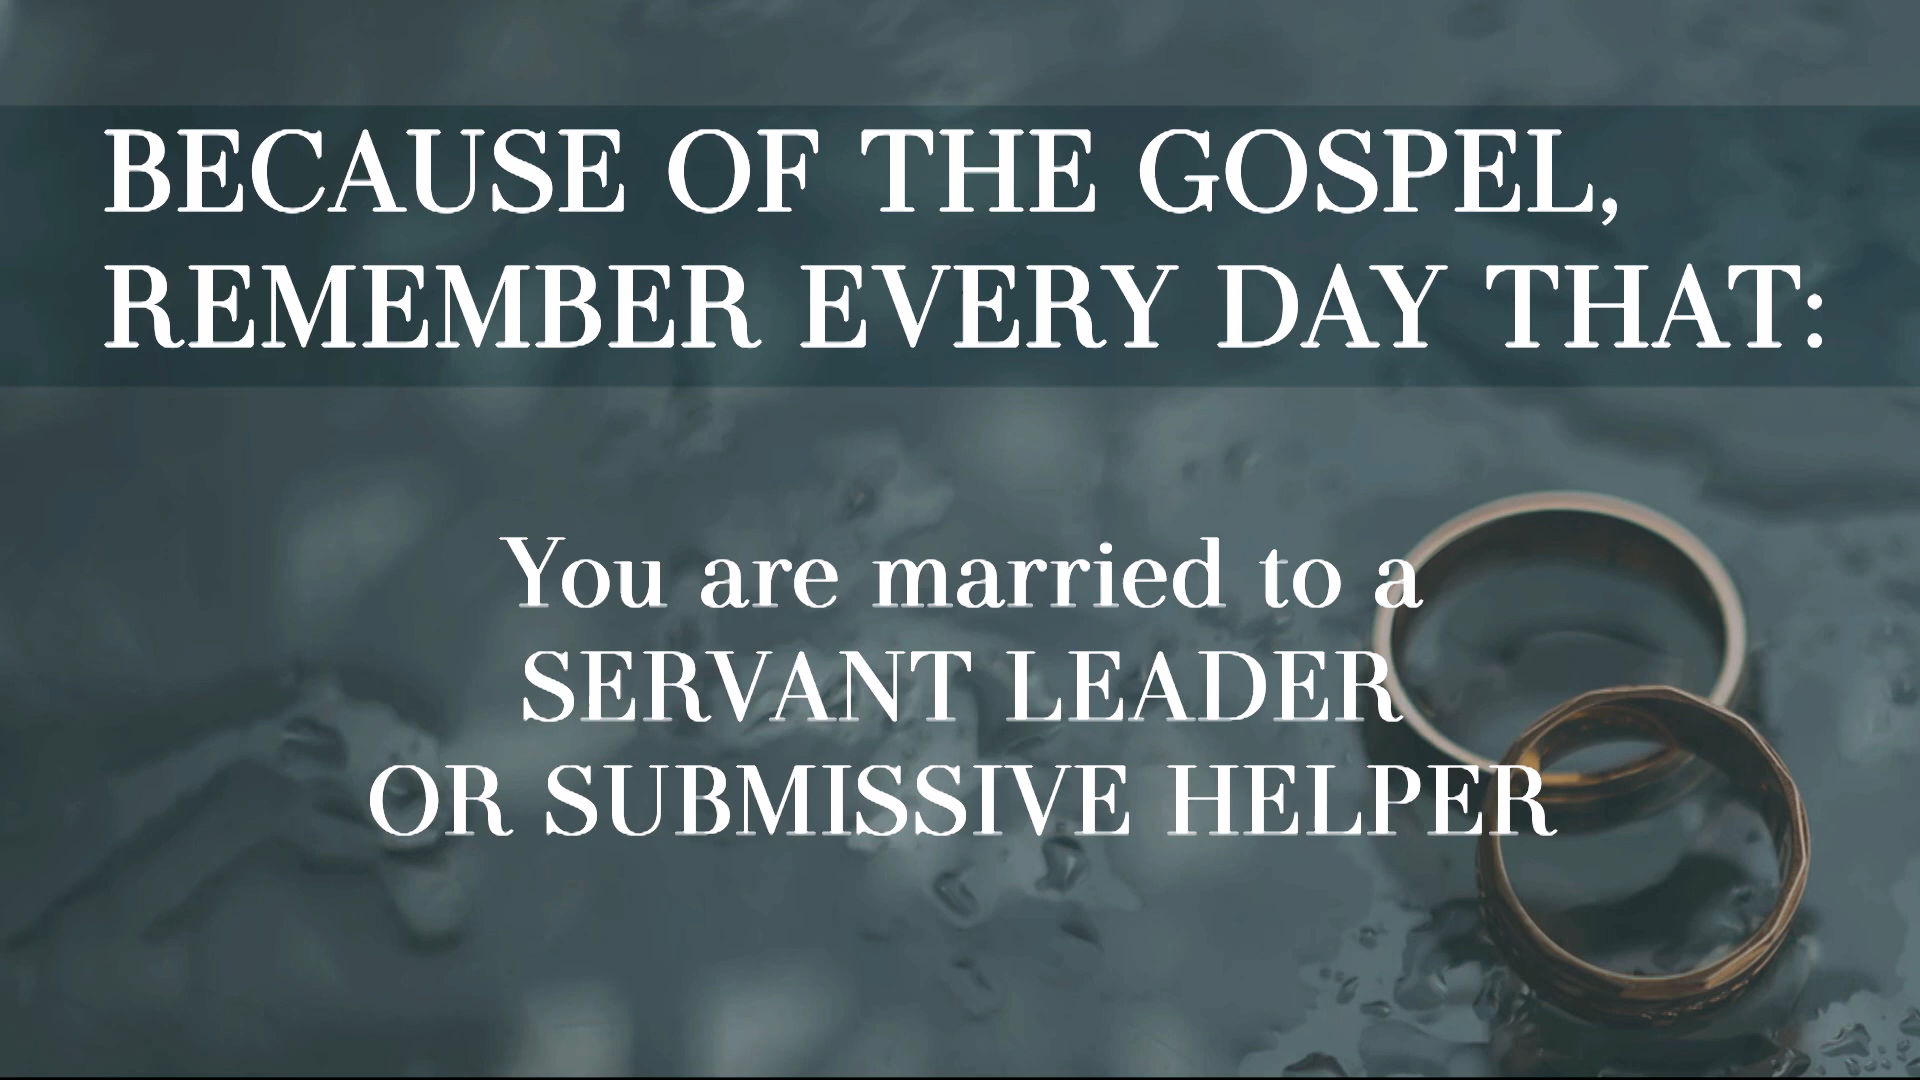 BECAUSE OF THE GOSPEL,
REMEMBER EVERY DAY THAT:
You are married to a
SERVANT LEADER
OR SUBMISSIVE HELPER